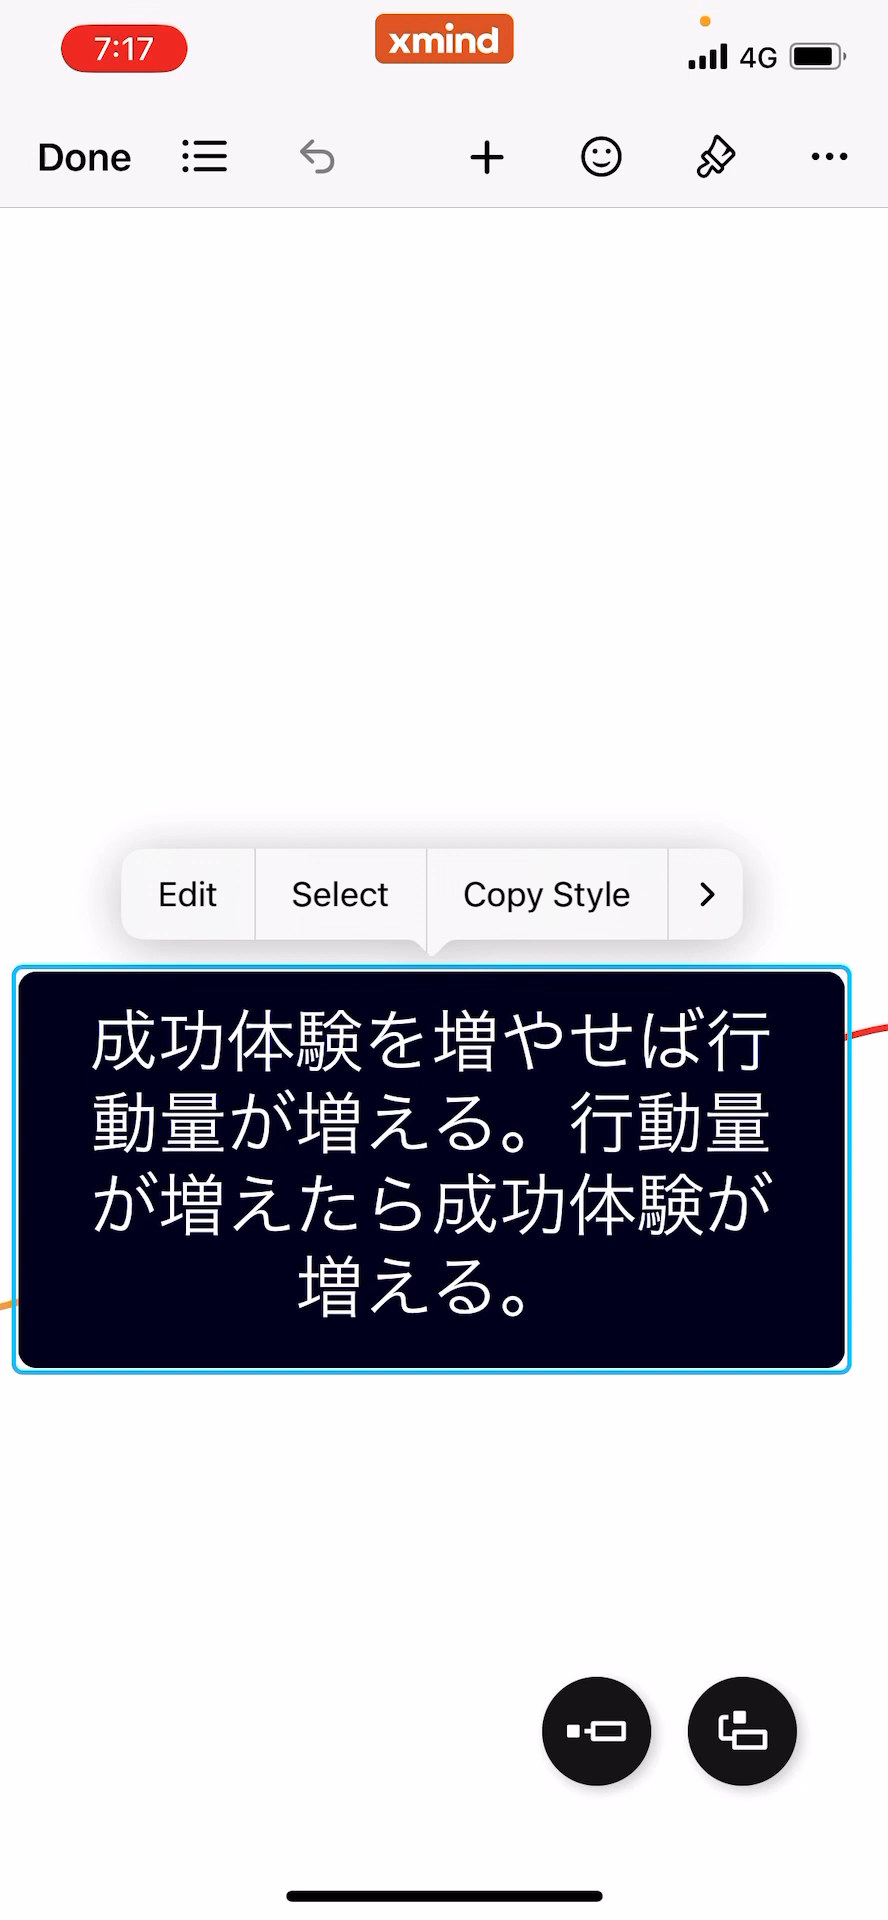 7:17
xmind
4G
Done
Edit
Select
Copy Style
成功体験を増やせば行
動量が増える。行動量
が増えたら成功体験が
増える。